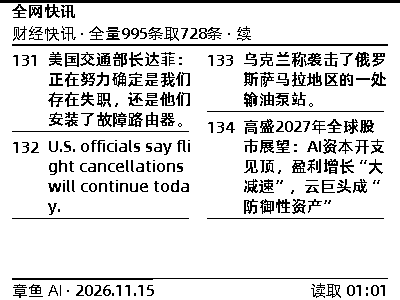 全网快讯
财经快讯 · 全量995条取728条 · 续
131 美国交通部长达菲：
正在努力确定是我们
存在失职，还是他们
安装了故障路由器。
132 U.S. officials say fli
ght cancellations
will continue toda
y.
133 乌克兰称袭击了俄罗
斯萨马拉地区的一处
输油泵站。
134 高盛2027年全球股
市展望：AI资本开支
见顶，盈利增长“大
减速”，云巨头成“
防御性资产”
章鱼 AI · 2026.11.15
读取 01:01